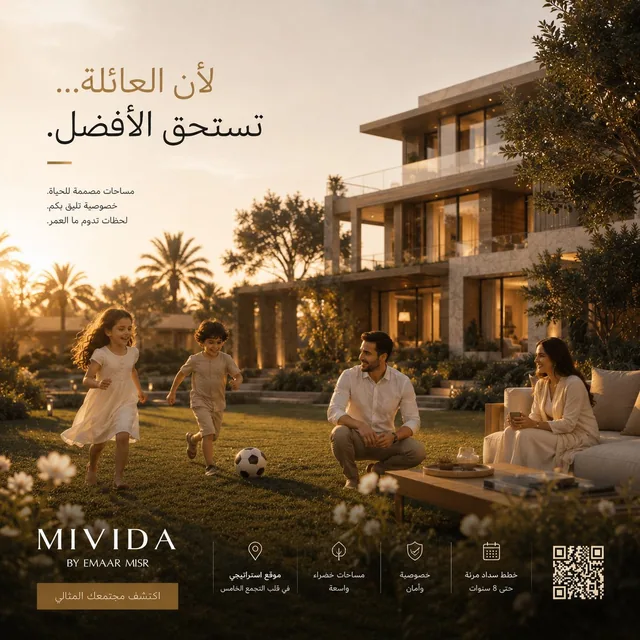 لأن العائلة...
تستحق الأفضل.
مساحات مصممة للحياة.
خصوصية تليق بكم.
لحظات تدوم ما العمر.
MIVIDA
BY EMAAR MISR
اكتشف مجتمعك المثالي
موقع استراتيجي
في قلب التجمع الخامس
مساحات خضراء
واسعة
خصوصية
وأمان
خطط سداد مرنة
حتى 8 سنوات